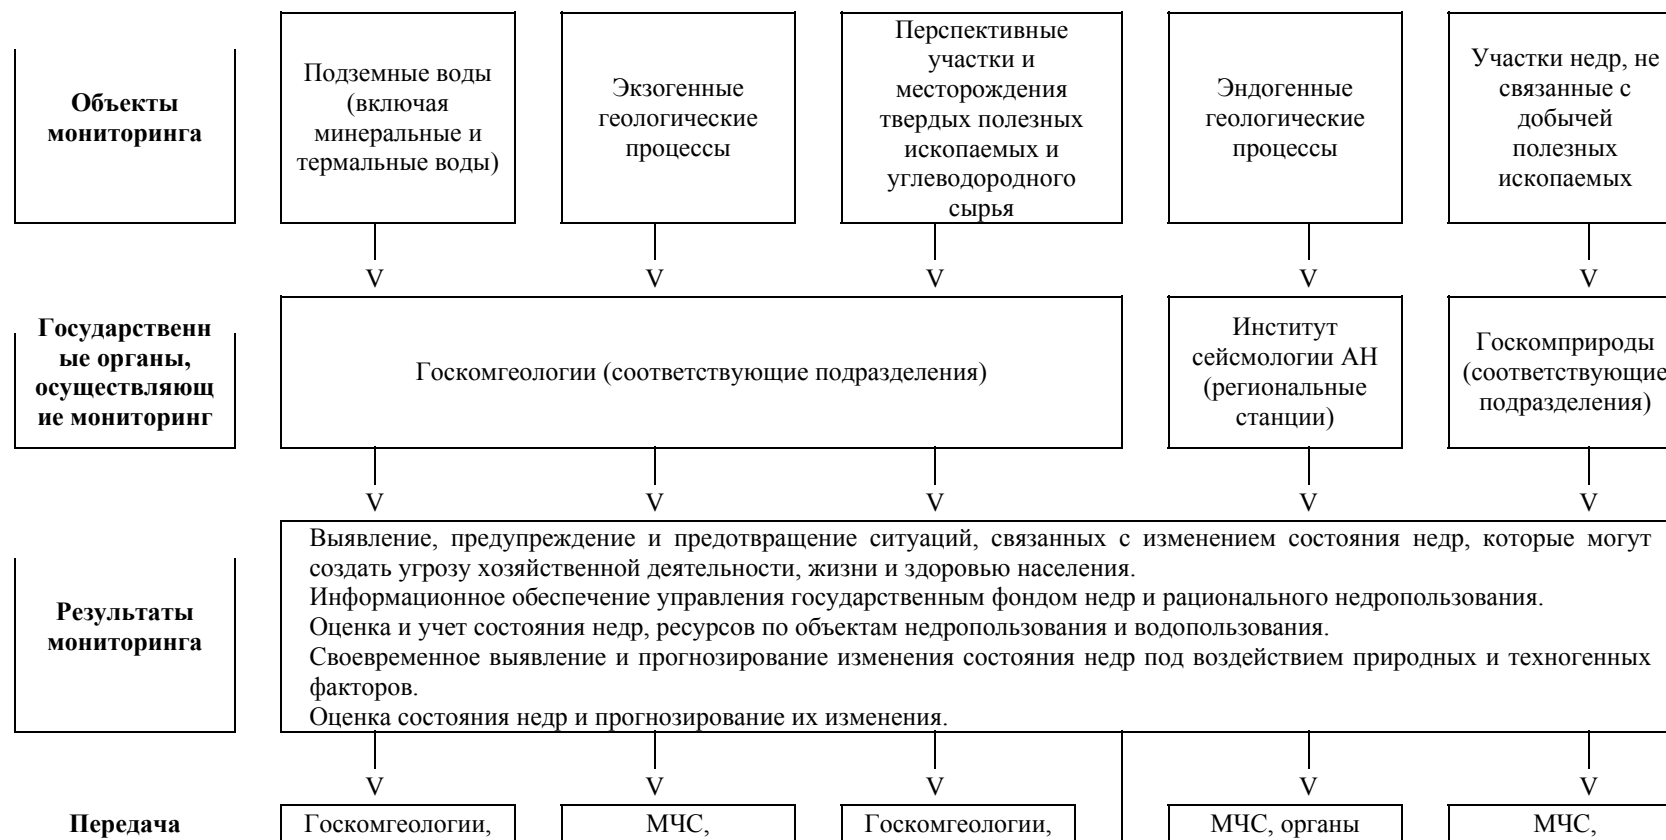 Объекты
мониторинга
Подземные воды
(включая
минеральные и
термальные воды)
Экзогенные
геологические
процессы
Перспективные
участки и
месторождения
твердых полезных
ископаемых и
углеводородного
сырья
Эндогенные
геологические
процессы
Участки недр, не
связанные с
добычей
полезных
ископаемых
V V V V V
Государственн
ые органы,
осуществляющ
ие мониторинг
Госкомгеологии (соответствующие подразделения)
Институт
сейсмологии АН
(региональные
станции)
Госкомприроды
(соответствующие
подразделения)
V V V V V
Результаты
мониторинга
Выявление, предупреждение и предотвращение ситуаций, связанных с изменением состояния недр, которые могут
создать угрозу хозяйственной деятельности, жизни и здоровью населения.
Информационное обеспечение управления государственным фондом недр и рационального недропользования.
Оценка и учет состояния недр, ресурсов по объектам недропользования и водопользования.
Своевременное выявление и прогнозирование изменения состояния недр под воздействием природных и техногенных
факторов.
Оценка состояния недр и прогнозирование их изменения.
V V V V V
Передача
Госкомгеологии,
МЧС,
Госкомгеологии,
МЧС, органы
МЧС,